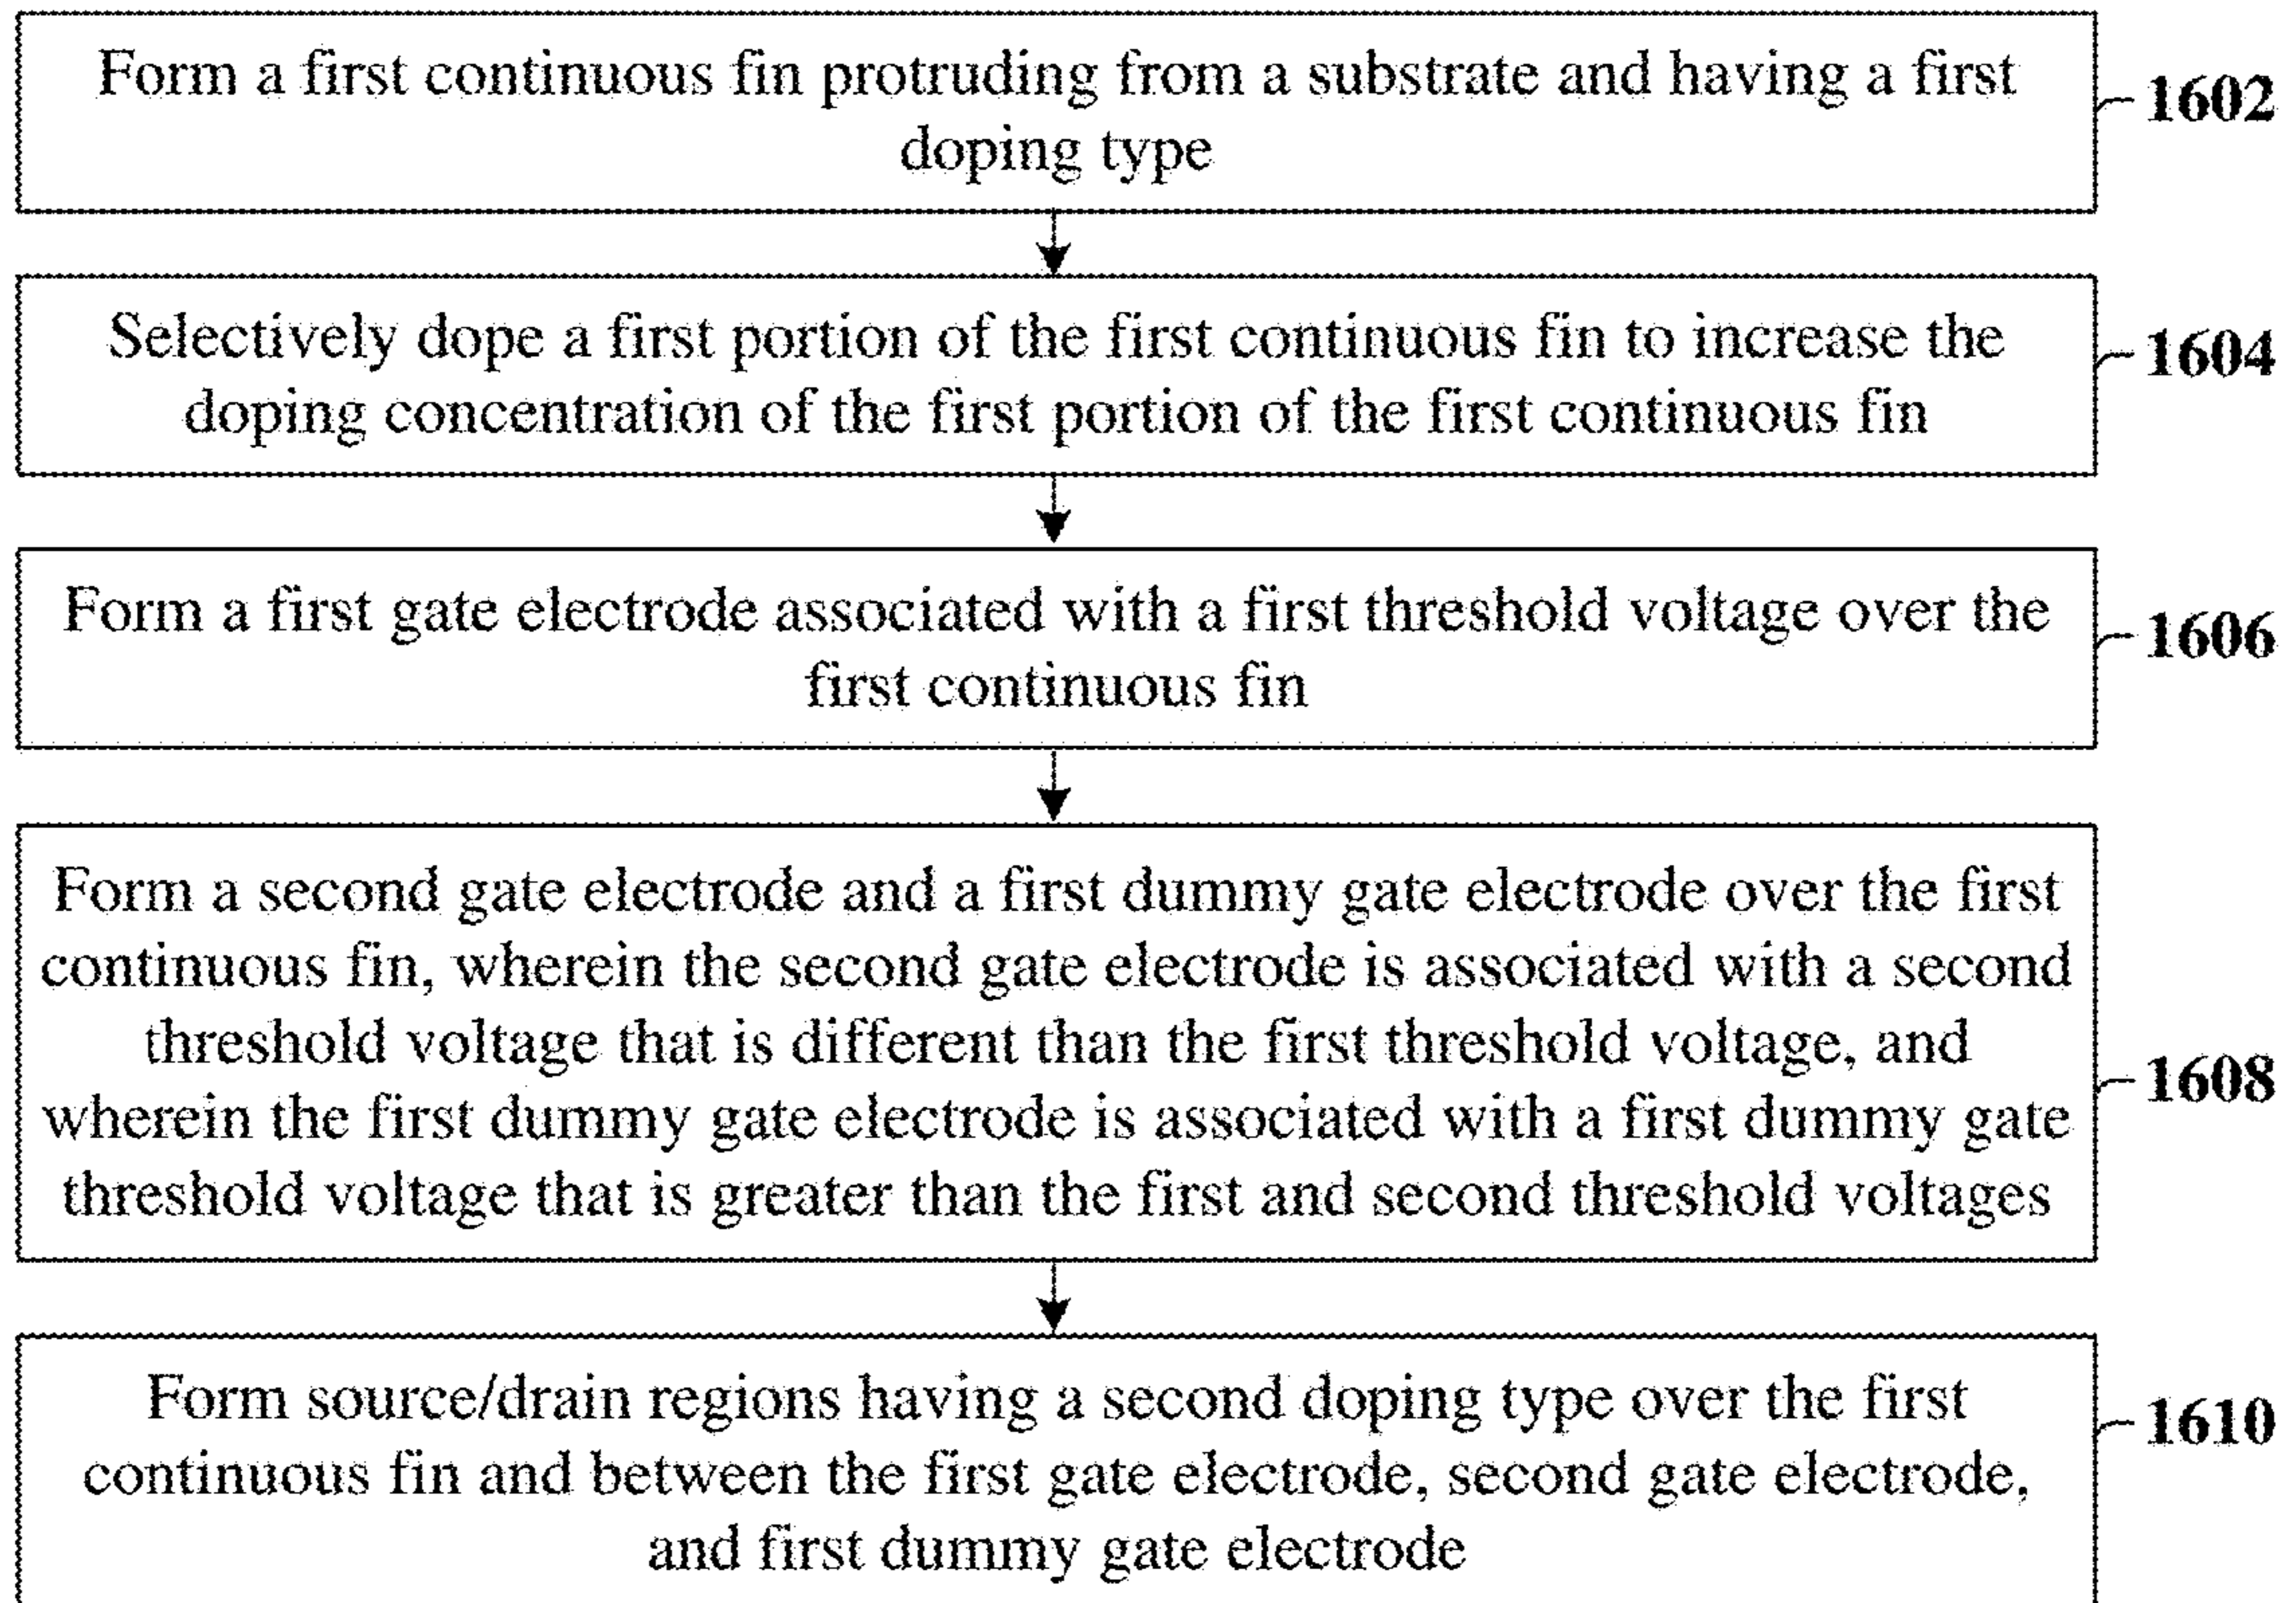 Form a first continuous fin protruding from a substrate and having a first
doping type
1602
Selectively dope a first portion of the first continuous fin to increase the
doping concentration of the first portion of the first continuous fin
1604
Form a first gate electrode associated with a first threshold voltage over the
first continuous fin
1606
Form a second gate electrode and a first dummy gate electrode over the first
continuous fin, wherein the second gate electrode is associated with a second
threshold voltage that is different than the first threshold voltage, and
wherein the first dummy gate electrode is associated with a first dummy gate
threshold voltage that is greater than the first and second threshold voltages
1608
Form source/drain regions having a second doping type over the first
continuous fin and between the first gate electrode, second gate electrode,
and first dummy gate electrode
1610